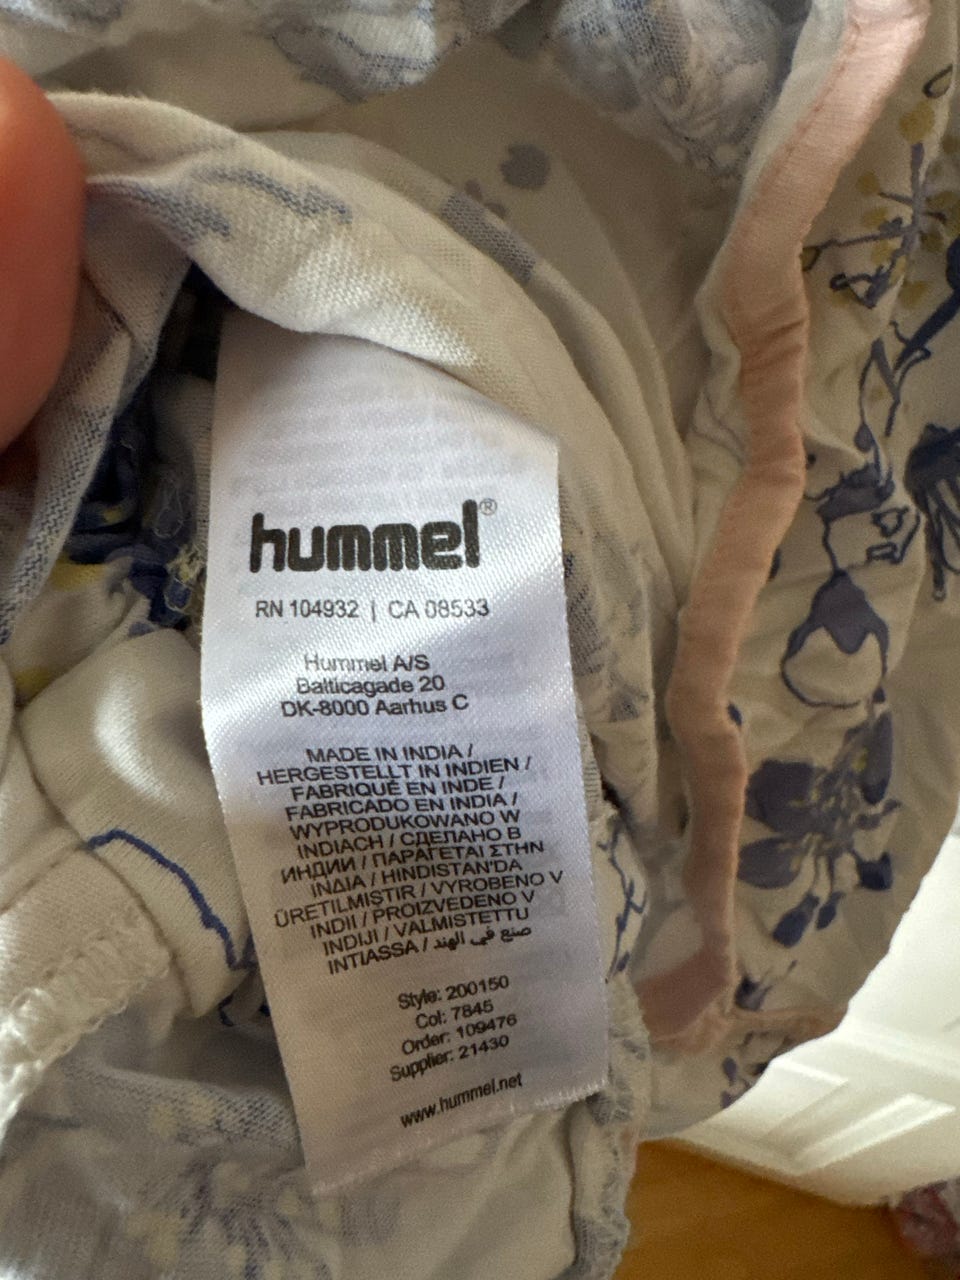 hummel®
RN 104932 | CA 08533
Hummel A/S
Balticagade 20
DK-8000 Aarhus C
MADE IN INDIA /
HERGESTELLT IN INDIEN /
FABRIQUÉ EN INDE /
FABRICADO EN INDIA /
WYPRODUKOWANO W
INDIACH / СДЕЛАНО В
ИНДИИ / ΠΑΡΑΓΕΤΑΙ ΣΤΗΝ
ΙΝΔΙΑ / HINDISTAN'DA
ÜRETILMIŞTIR / VYROBENO V
INDII / PROIZVEDENO V
INDIJI / VALMISTETTU
INTIASSA / صنع في الهند
Style: 200150
Col: 7845
Order: 109476
Supplier: 21430
www.hummel.net